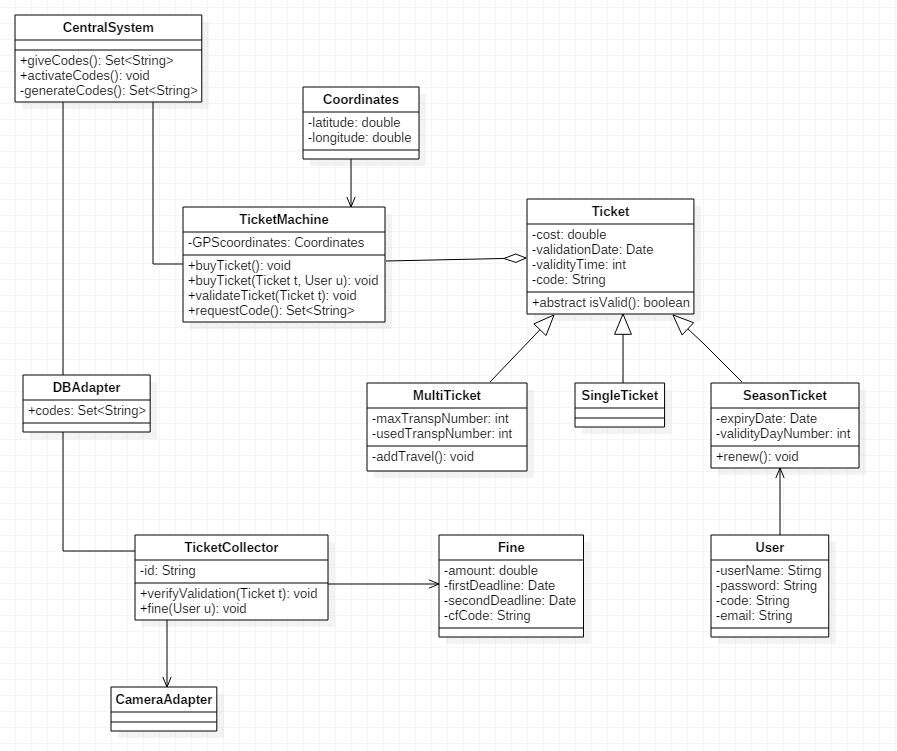 CentralSystem
+giveCodes(): Set<String>
+activateCodes(): void
-generateCodes(): Set<String>
Coordinates
-latitude: double
-longitude: double
TicketMachine
-GPScoordinates: Coordinates
+buyTicket(): void
+buyTicket(Ticket t, User u): void
+validateTicket(Ticket t): void
+requestCode(): Set<String>
Ticket
-cost: double
-validationDate: Date
-validityTime: int
-code: String
+abstract isValid(): boolean
DBAdapter
+codes: Set<String>
MultiTicket
-maxTranspNumber: int
-usedTranspNumber: int
-addTravel(): void
SingleTicket
SeasonTicket
-expiryDate: Date
-validityDayNumber: int
+renew(): void
TicketCollector
-id: String
+verifyValidation(Ticket t): void
+fine(User u): void
Fine
-amount: double
-firstDeadline: Date
-secondDeadline: Date
-cfCode: String
User
-userName: Stirng
-password: String
-code: String
-email: String
CameraAdapter